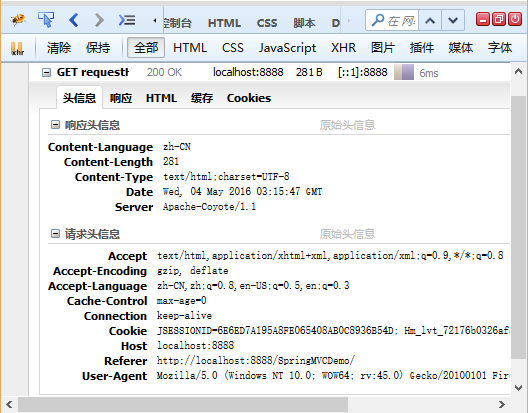 控制台 HTML CSS 脚本 D 在 网
xhr 清除 保持 全部 HTML CSS JavaScript XHR 图片 插件 媒体 字体
GET requestH 200 OK localhost:8888 281 B [::1]:8888 6ms
头信息 响应 HTML 缓存 Cookies
响应头信息 原始头信息
Content-Language zh-CN
Content-Length 281
Content-Type text/html;charset=UTF-8
Date Wed, 04 May 2016 03:15:47 GMT
Server Apache-Coyote/1.1
请求头信息 原始头信息
Accept text/html,application/xhtml+xml,application/xml;q=0.9,*/*;q=0.8
Accept-Encoding gzip, deflate
Accept-Language zh-CN,zh;q=0.8,en-US;q=0.5,en;q=0.3
Cache-Control max-age=0
Connection keep-alive
Cookie JSESSIONID=6E6ED7A195A8FE065408AB0C8936B54D; Hm_lvt_72176b0326af
Host localhost:8888
Referer http://localhost:8888/SpringMVCDemo/
User-Agent Mozilla/5.0 (Windows NT 10.0; WOW64; rv:45.0) Gecko/20100101 Fire